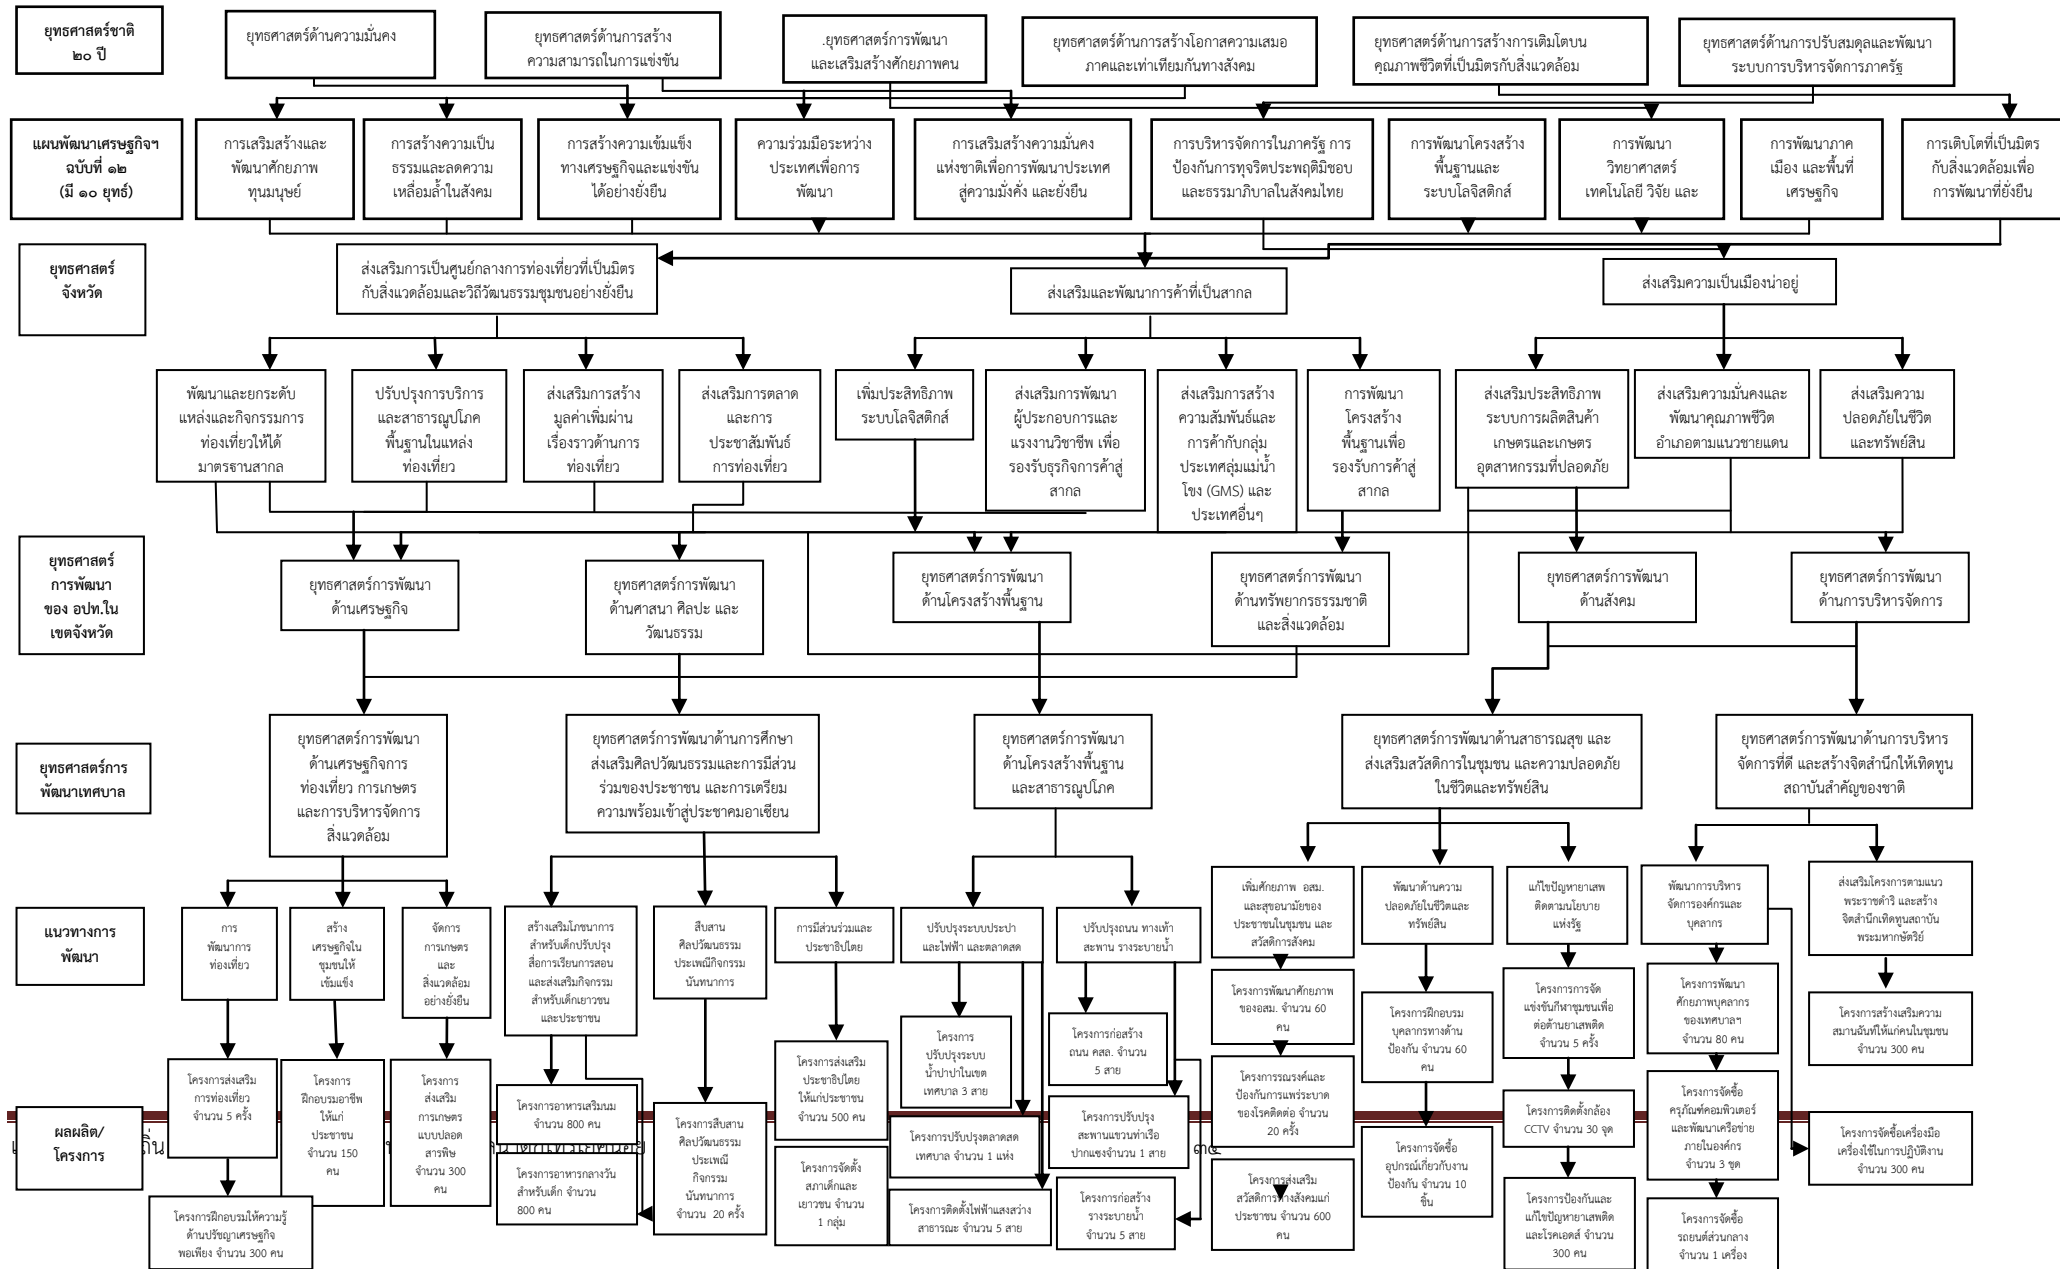 ยุทธศาสตร์ชาติ
๒๐ ปี
ยุทธศาสตร์ด้านความมั่นคง
ยุทธศาสตร์ด้านการสร้าง
ความสามารถในการแข่งขัน
.ยุทธศาสตร์การพัฒนา
และเสริมสร้างศักยภาพคน
ยุทธศาสตร์ด้านการสร้างโอกาสความเสมอ
ภาคและเท่าเทียมกันทางสังคม
ยุทธศาสตร์ด้านการสร้างการเติมโตบน
คุณภาพชีวิตที่เป็นมิตรกับสิ่งแวดล้อม
ยุทธศาสตร์ด้านการปรับสมดุลและพัฒนา
ระบบการบริหารจัดการภาครัฐ
แผนพัฒนาเศรษฐกิจฯ
ฉบับที่ ๑๒
(มี ๑๐ ยุทธ์)
การเสริมสร้างและ
พัฒนาศักยภาพ
ทุนมนุษย์
การสร้างความเป็น
ธรรมและลดความ
เหลื่อมล้ำในสังคม
การสร้างความเข้มแข็ง
ทางเศรษฐกิจและแข่งขัน
ได้อย่างยั่งยืน
ความร่วมมือระหว่าง
ประเทศเพื่อการ
พัฒนา
การเสริมสร้างความมั่นคง
แห่งชาติเพื่อการพัฒนาประเทศ
สู่ความมั่งคั่ง และยั่งยืน
การบริหารจัดการในภาครัฐ การ
ป้องกันการทุจริตประพฤติมิชอบ
และธรรมาภิบาลในสังคมไทย
การพัฒนาโครงสร้าง
พื้นฐานและ
ระบบโลจิสติกส์
การพัฒนา
วิทยาศาสตร์
เทคโนโลยี วิจัย และ
การพัฒนาภาค
เมือง และพื้นที่
เศรษฐกิจ
การเติบโตที่เป็นมิตร
กับสิ่งแวดล้อมเพื่อ
การพัฒนาที่ยั่งยืน
ยุทธศาสตร์
จังหวัด
ส่งเสริมการเป็นศูนย์กลางการท่องเที่ยวที่เป็นมิตร
กับสิ่งแวดล้อมและวิถีวัฒนธรรมชุมชนอย่างยั่งยืน
ส่งเสริมและพัฒนาการค้าที่เป็นสากล
ส่งเสริมความเป็นเมืองน่าอยู่
พัฒนาและยกระดับ
แหล่งและกิจกรรมการ
ท่องเที่ยวให้ได้
มาตรฐานสากล
ปรับปรุงการบริการ
และสาธารณูปโภค
พื้นฐานในแหล่ง
ท่องเที่ยว
ส่งเสริมการสร้าง
มูลค่าเพิ่มผ่าน
เรื่องราวด้านการ
ท่องเที่ยว
ส่งเสริมการตลาด
และการ
ประชาสัมพันธ์
การท่องเที่ยว
เพิ่มประสิทธิภาพ
ระบบโลจิสติกส์
ส่งเสริมการพัฒนา
ผู้ประกอบการและ
แรงงานวิชาชีพ เพื่อ
รองรับธุรกิจการค้าสู่
สากล
ส่งเสริมการสร้าง
ความสัมพันธ์และ
การค้ากับกลุ่ม
ประเทศลุ่มแม่น้ำ
โขง (GMS) และ
ประเทศอื่นๆ
การพัฒนา
โครงสร้าง
พื้นฐานเพื่อ
รองรับการค้าสู่
สากล
ส่งเสริมประสิทธิภาพ
ระบบการผลิตสินค้า
เกษตรและเกษตร
อุตสาหกรรมที่ปลอดภัย
ส่งเสริมความมั่นคงและ
พัฒนาคุณภาพชีวิต
อำเภอตามแนวชายแดน
ส่งเสริมความ
ปลอดภัยในชีวิต
และทรัพย์สิน
ยุทธศาสตร์
การพัฒนา
ของ อปท.ใน
เขตจังหวัด
ยุทธศาสตร์การพัฒนา
ด้านเศรษฐกิจ
ยุทธศาสตร์การพัฒนา
ด้านศาสนา ศิลปะ และ
วัฒนธรรม
ยุทธศาสตร์การพัฒนา
ด้านโครงสร้างพื้นฐาน
ยุทธศาสตร์การพัฒนา
ด้านทรัพยากรธรรมชาติ
และสิ่งแวดล้อม
ยุทธศาสตร์การพัฒนา
ด้านสังคม
ยุทธศาสตร์การพัฒนา
ด้านการบริหารจัดการ
ยุทธศาสตร์การ
พัฒนาเทศบาล
ยุทธศาสตร์การพัฒนา
ด้านเศรษฐกิจการ
ท่องเที่ยว การเกษตร
และการบริหารจัดการ
สิ่งแวดล้อม
ยุทธศาสตร์การพัฒนาด้านการศึกษา
ส่งเสริมศิลปวัฒนธรรมและการมีส่วน
ร่วมของประชาชน และการเตรียม
ความพร้อมเข้าสู่ประชาคมอาเซียน
ยุทธศาสตร์การพัฒนา
ด้านโครงสร้างพื้นฐาน
และสาธารณูปโภค
ยุทธศาสตร์การพัฒนาด้านสาธารณสุข และ
ส่งเสริมสวัสดิการในชุมชน และความปลอดภัย
ในชีวิตและทรัพย์สิน
ยุทธศาสตร์การพัฒนาด้านการบริหาร
จัดการที่ดี และสร้างจิตสำนึกให้เทิดทูน
สถาบันสำคัญของชาติ
แนวทางการ
พัฒนา
การ
พัฒนาการ
ท่องเที่ยว
สร้าง
เศรษฐกิจใน
ชุมชนให้
เข้มแข็ง
จัดการ
การเกษตร
และ
สิ่งแวดล้อม
อย่างยั่งยืน
สร้างเสริมโภชนาการ
สำหรับเด็กปรับปรุง
สื่อการเรียนการสอน
และส่งเสริมกิจกรรม
สำหรับเด็กเยาวชน
และประชาชน
สืบสาน
ศิลปวัฒนธรรม
ประเพณีกิจกรรม
นันทนาการ
การมีส่วนร่วมและ
ประชาธิปไตย
ปรับปรุงระบบประปา
และไฟฟ้า และตลาดสด
ปรับปรุงถนน ทางเท้า
สะพาน รางระบายน้ำ
เพิ่มศักยภาพ อสม.
และสุขอนามัยของ
ประชาชนในชุมชน และ
สวัสดิการสังคม
พัฒนาด้านความ
ปลอดภัยในชีวิตและ
ทรัพย์สิน
แก้ไขปัญหายาเสพ
ติดตามนโยบาย
แห่งรัฐ
พัฒนาการบริหาร
จัดการองค์กรและ
บุคลากร
ส่งเสริมโครงการตามแนว
พระราชดำริ และสร้าง
จิตสำนึกเทิดทูนสถาบัน
พระมหากษัตริย์
ผลผลิต/
โครงการ
โครงการส่งเสริม
การท่องเที่ยว
จำนวน 5 ครั้ง
โครงการฝึกอบรมให้ความรู้
ด้านปรัชญาเศรษฐกิจ
พอเพียง จำนวน 300 คน
โครงการ
ฝึกอบรมอาชีพ
ให้แก่
ประชาชน
จำนวน 150
คน
โครงการ
ส่งเสริม
การเกษตร
แบบปลอด
สารพิษ
จำนวน 300
คน
โครงการอาหารเสริมนม
จำนวน 800 คน
โครงการอาหารกลางวัน
สำหรับเด็ก จำนวน
800 คน
โครงการสืบสาน
ศิลปวัฒนธรรม
ประเพณี
กิจกรรม
นันทนาการ
จำนวน 20 ครั้ง
โครงการส่งเสริม
ประชาธิปไตย
ให้แก่ประชาชน
จำนวน 500 คน
โครงการจัดตั้ง
สภาเด็กและ
เยาวชน จำนวน
1 กลุ่ม
โครงการ
ปรับปรุงระบบ
น้ำปาปาในเขต
เทศบาล 3 สาย
โครงการปรับปรุงตลาดสด
เทศบาล จำนวน 1 แห่ง
โครงการติดตั้งไฟฟ้าแสงสว่าง
สาธารณะ จำนวน 5 สาย
โครงการก่อสร้าง
ถนน คสล. จำนวน
5 สาย
โครงการปรับปรุง
สะพานแขวนท่าเรือ
ปากแซงจำนวน 1 สาย
โครงการก่อสร้าง
รางระบายน้ำ
จำนวน 5 สาย
โครงการพัฒนาศักยภาพ
ของอสม. จำนวน 60
คน
โครงการรณรงค์และ
ป้องกันการแพร่ระบาด
ของโรคติดต่อ จำนวน
20 ครั้ง
โครงการส่งเสริม
สวัสดิการทางสังคมแก่
ประชาชน จำนวน 600
คน
โครงการฝึกอบรม
บุคลากรทางด้าน
ป้องกัน จำนวน 60
คน
โครงการจัดซื้อ
อุปกรณ์เกี่ยวกับงาน
ป้องกัน จำนวน 10
ชิ้น
โครงการการจัด
แข่งขันกีฬาชุมชนเพื่อ
ต่อต้านยาเสพติด
จำนวน 5 ครั้ง
โครงการติดตั้งกล้อง
CCTV จำนวน 30 จุด
โครงการป้องกันและ
แก้ไขปัญหายาเสพติด
และโรคเอดส์ จำนวน
300 คน
โครงการพัฒนา
ศักยภาพบุคลากร
ของเทศบาลฯ
จำนวน 80 คน
โครงการจัดซื้อ
ครุภัณฑ์คอมพิวเตอร์
และพัฒนาเครือข่าย
ภายในองค์กร
จำนวน 3 ชุด
โครงการจัดซื้อ
รถยนต์ส่วนกลาง
จำนวน 1 เครื่อง
โครงการสร้างเสริมความ
สมานฉันท์ให้แก่คนในชุมชน
จำนวน 300 คน
โครงการจัดซื้อเครื่องมือ
เครื่องใช้ในการปฏิบัติงาน
จำนวน 300 คน